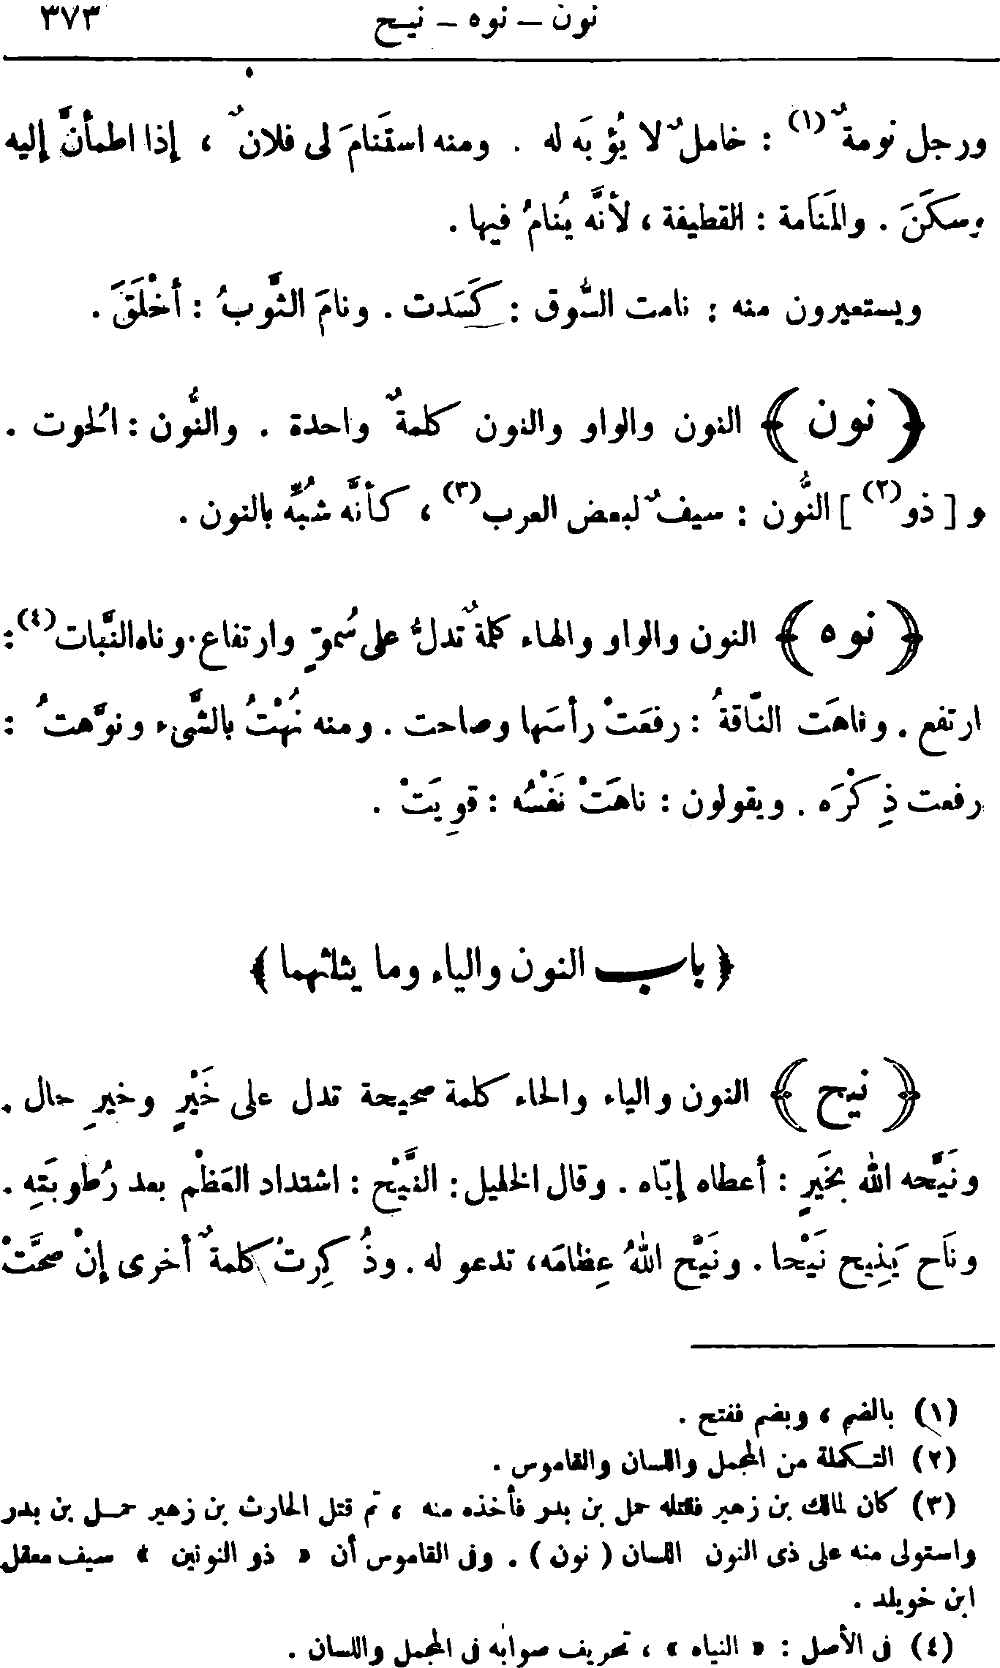 نون – نوه – نيح ٣٧٣
ورجل نومةٌ(١) : خاملٌ لا يُؤْبَه له . ومنه استَنامَ لى فلانٌ ، إذا اطمأنَّ إليه
وسكَنَ . والمَنَامة : القطيفة ، لأنَّه يُنامُ فيها .
ويستعيرون منه : نامت السُّوق : كَسَدت . ونامَ الثَّوبُ : أخْلَقَ .
﴿ نون ﴾ النون والواو والنون كلمةٌ واحدة . والنُّون : الحُوت .
و [ ذو(٢) ] النُّون : سيفٌ لبعض العرب(٣) ، كأنَّه شُبِّه بالنون .
﴿ نوه ﴾ النون والواو والهاء كلمةٌ تدلُّ على سُموٍّ وارتفاع. وناه النَّبات(٤) :
ارتفع . وناهَت النّاقةُ : رفعَتْ رأسَها وصاحت . ومنه نُهْتُ بالشَّىء ونوَّهتُ :
رفعت ذِكْرَه . ويقولون : ناهَتْ نَفْسُه : قوِيَتْ .
﴿ باب النون والياء وما يثلثهما ﴾
﴿ نيح ﴾ النون والياء والحاء كلمة صحيحة تدل على خَيْرٍ وخيرِ حال .
ونَيَّحه الله بخَيرٍ : أعطاه إيّاه . وقال الخليل : النَّيْح : اشتداد العَظْم بعد رُطوبَتِه .
ونَاح يَنِيح نَيْحا . ونَيَّح اللهُ عِظامَه، تدعو له . وذُكِرتْ كلمةٌ أخرى إنْ صحَّتْ
(١) بالضم ، وبضم ففتح .
(٢) التكملة من المجمل واللسان والقاموس .
(٣) كان لمالك بن زهير فقتله حمل بن بدر فأخذه منه ، ثم قتل الحارث بن زهير حمل بن بدر
واستولى منه على ذى النون اللسان ( نون ) . وفى القاموس أن « ذو النونين » سيف معقل
ابن خويلد .
(٤) فى الأصل : « النياه » ، تحريف صوابه فى المجمل واللسان .